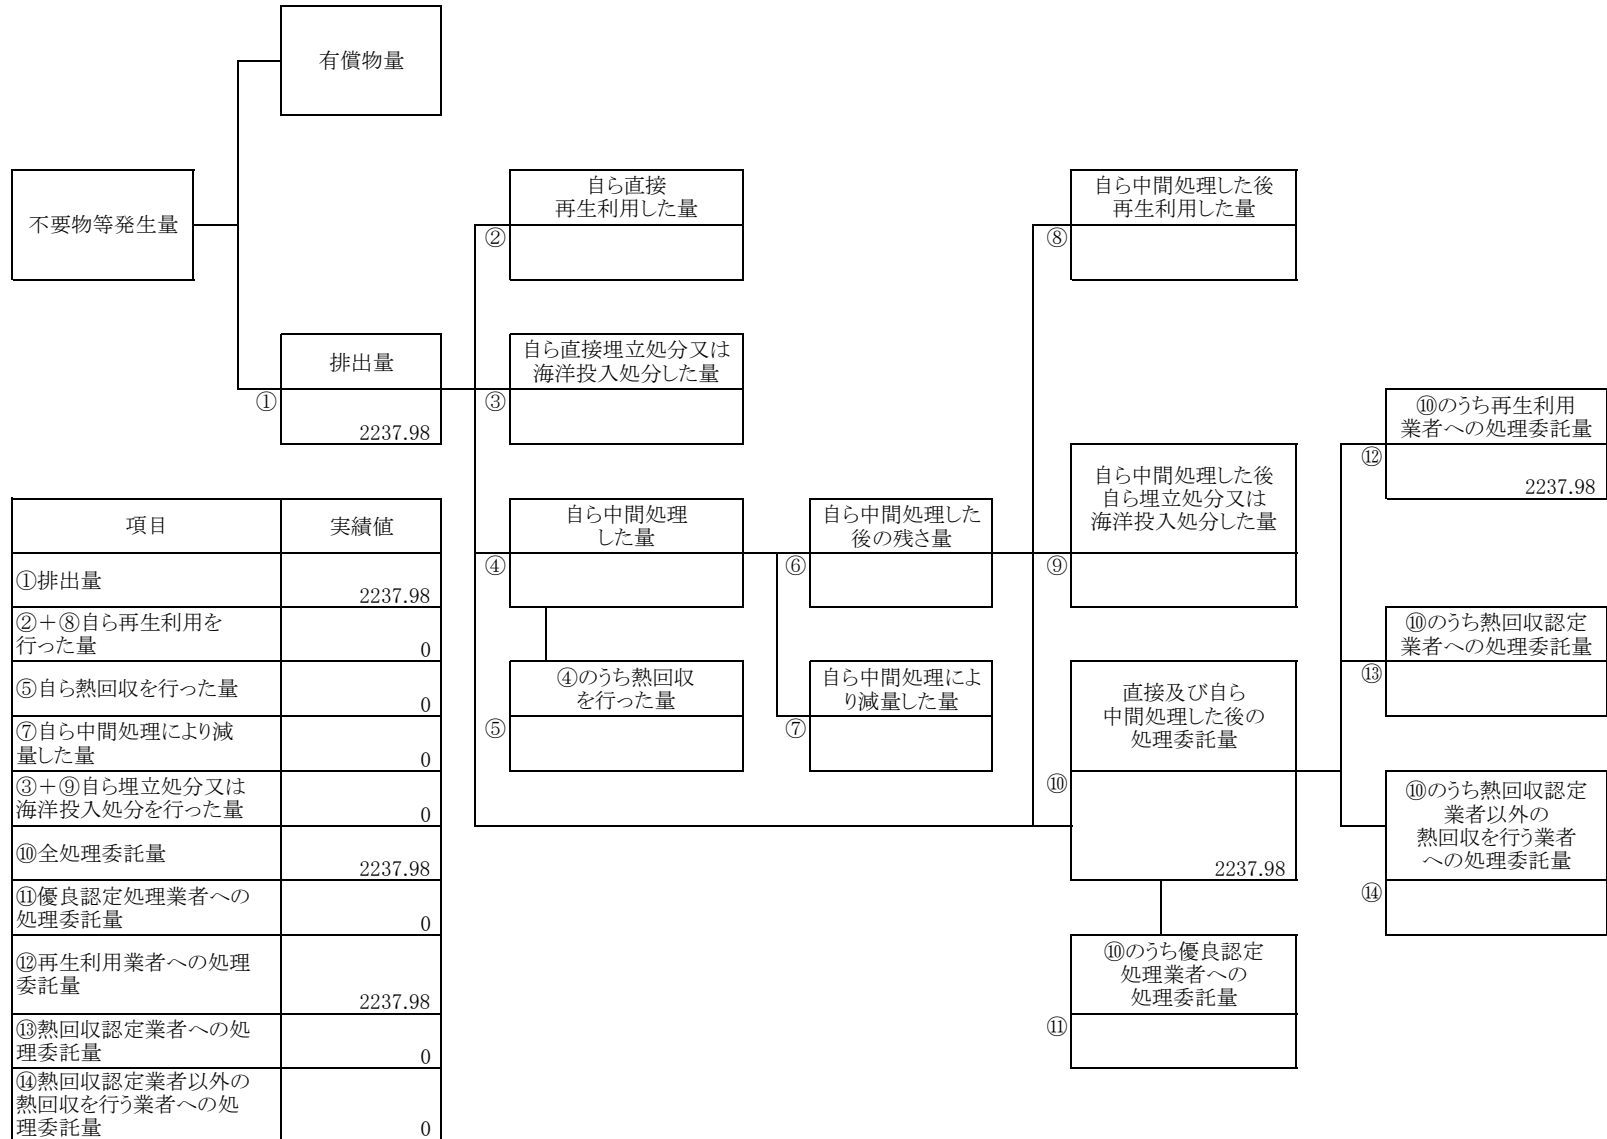 有償物量
不要物等発生量
自ら直接
再生利用した量
②
自ら中間処理した後
再生利用した量
⑧
排出量
①
2237.98
自ら直接埋立処分又は
海洋投入処分した量
③
⑩のうち再生利用
業者への処理委託量
⑫
2237.98
自ら中間処理
した量
④
自ら中間処理した
後の残さ量
⑥
自ら中間処理した後
自ら埋立処分又は
海洋投入処分した量
⑨
⑩のうち熱回収認定
業者への処理委託量
⑬
④のうち熱回収
を行った量
⑤
自ら中間処理によ
り減量した量
⑦
直接及び自ら
中間処理した後の
処理委託量
⑩
2237.98
⑩のうち熱回収認定
業者以外の
熱回収を行う業者
への処理委託量
⑭
⑩のうち優良認定
処理業者への
処理委託量
⑪
項目 実績値
①排出量
2237.98
②＋⑧自ら再生利用を
行った量
0
⑤自ら熱回収を行った量
0
⑦自ら中間処理により減
量した量
0
③＋⑨自ら埋立処分又は
海洋投入処分を行った量
0
⑩全処理委託量
2237.98
⑪優良認定処理業者への
処理委託量
0
⑫再生利用業者への処理
委託量
2237.98
⑬熱回収認定業者への処
理委託量
0
⑭熱回収認定業者以外の
熱回収を行う業者への処
理委託量
0